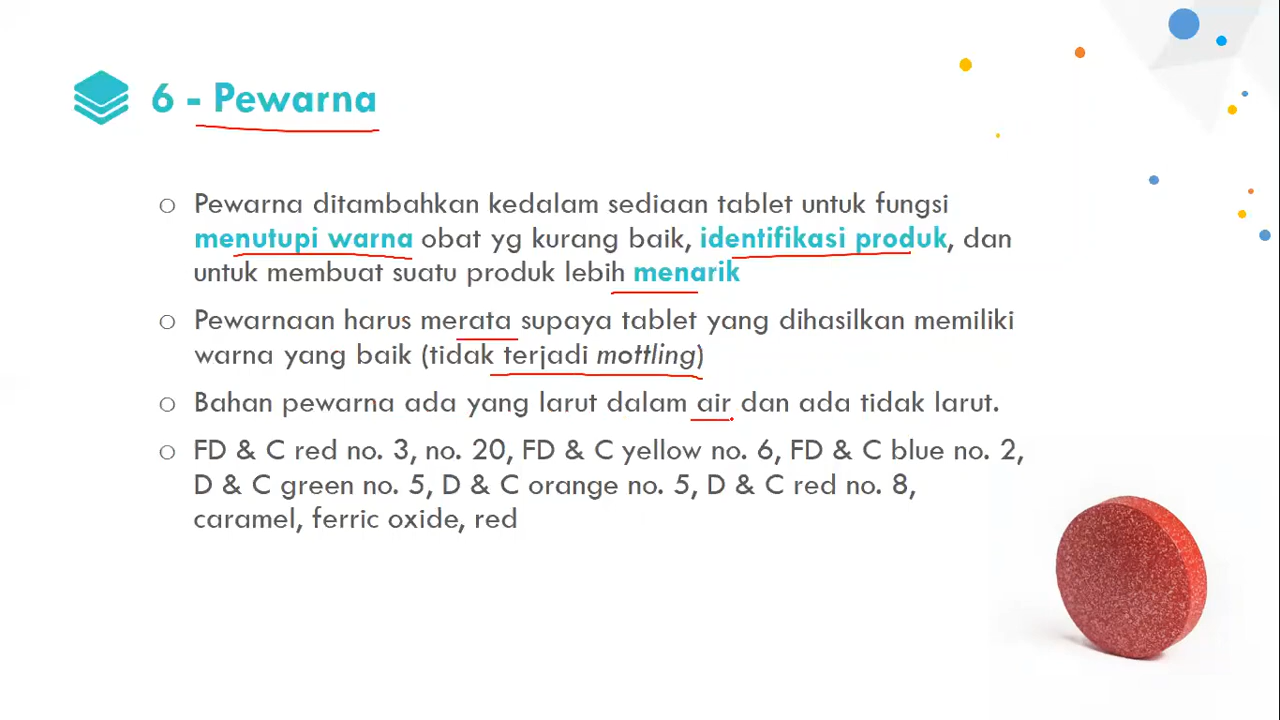 6 - Pewarna
Pewarna ditambahkan kedalam sediaan tablet untuk fungsi
menutupi warna obat yg kurang baik, identifikasi produk, dan
untuk membuat suatu produk lebih menarik
Pewarnaan harus merata supaya tablet yang dihasilkan memiliki
warna yang baik (tidak terjadi mottling)
Bahan pewarna ada yang larut dalam air dan ada tidak larut.
FD & C red no. 3, no. 20, FD & C yellow no. 6, FD & C blue no. 2,
D & C green no. 5, D & C orange no. 5, D & C red no. 8,
caramel, ferric oxide, red